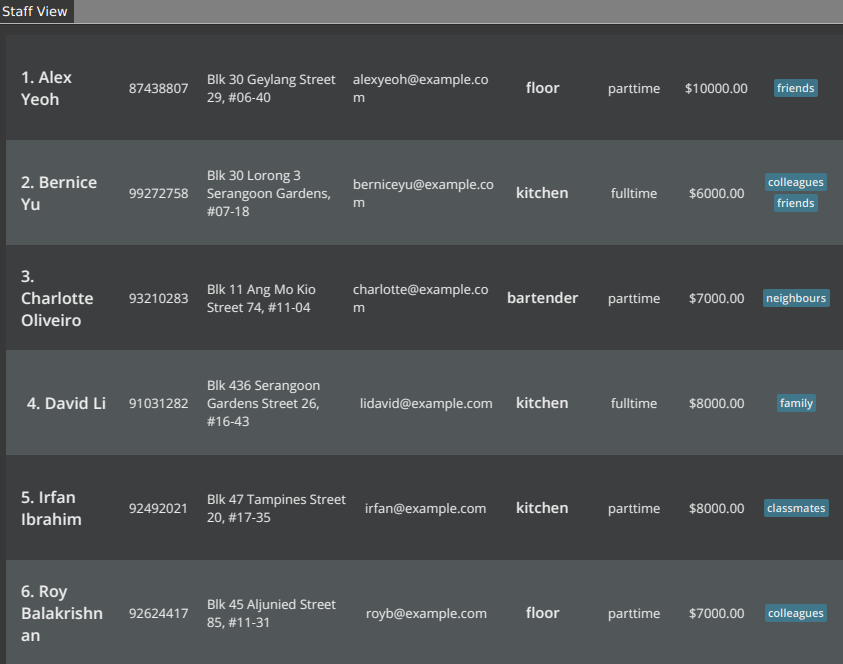 Staff View
1. Alex
Yeoh
87438807
Blk 30 Geylang Street
29, #06-40
alexyeoh@example.co
m
floor
parttime
$10000.00
friends
2. Bernice
Yu
99272758
Blk 30 Lorong 3
Serangoon Gardens,
#07-18
berniceyu@example.co
m
kitchen
fulltime
$6000.00
colleagues
friends
3.
Charlotte
Oliveiro
93210283
Blk 11 Ang Mo Kio
Street 74, #11-04
charlotte@example.co
m
bartender
parttime
$7000.00
neighbours
4. David Li
91031282
Blk 436 Serangoon
Gardens Street 26,
#16-43
lidavid@example.com
kitchen
fulltime
$8000.00
family
5. Irfan
Ibrahim
92492021
Blk 47 Tampines Street
20, #17-35
irfan@example.com
kitchen
parttime
$8000.00
classmates
6. Roy
Balakrishn
an
92624417
Blk 45 Aljunied Street
85, #11-31
royb@example.com
floor
parttime
$7000.00
colleagues